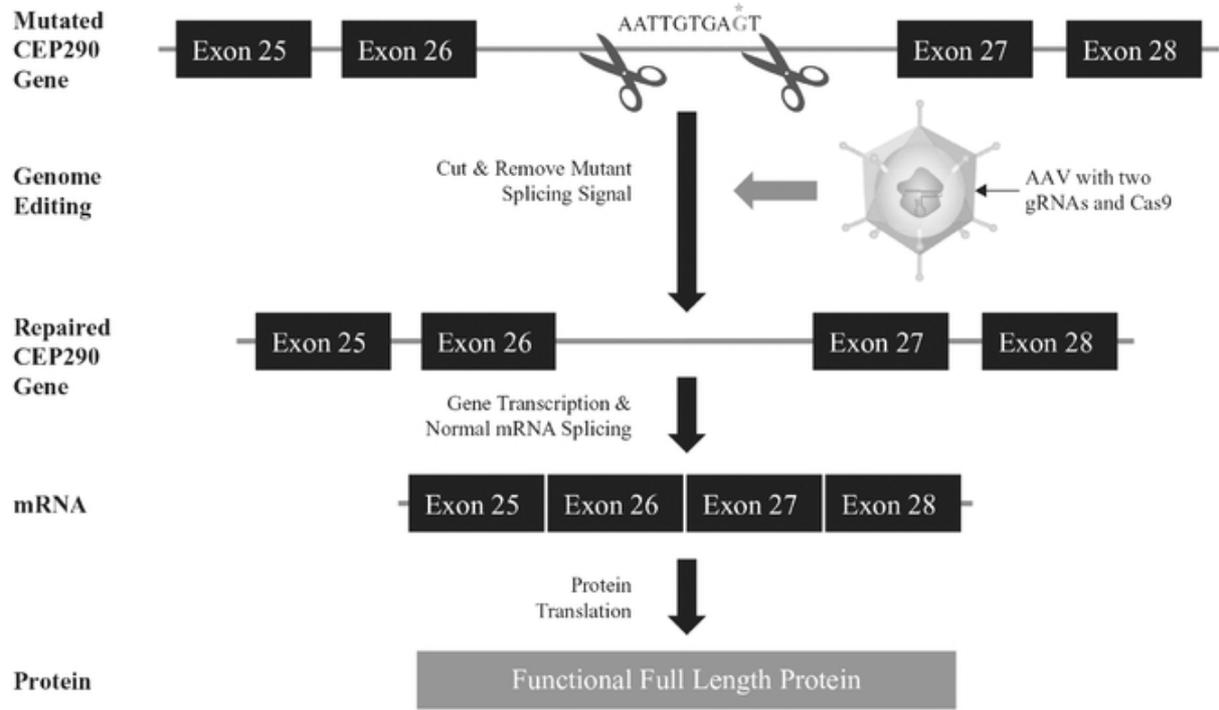 Mutated
CEP290
Gene
Exon 25
Exon 26
AATTGTGAGT
*
Exon 27
Exon 28
Genome
Editing
Cut & Remove Mutant
Splicing Signal
AAV with two
gRNAs and Cas9
Repaired
CEP290
Gene
Exon 25
Exon 26
Exon 27
Exon 28
Gene Transcription &
Normal mRNA Splicing
mRNA
Exon 25
Exon 26
Exon 27
Exon 28
Protein
Translation
Protein
Functional Full Length Protein